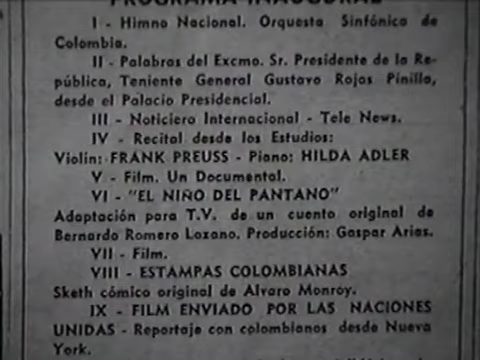 PROGRAMA INAUGURAL
I - Himno Nacional. Orquesta Sinfónica de
Colombia.
II - Palabras del Excmo. Sr. Presidente de la Re-
pública, Teniente General Gustavo Rojas Pinilla,
desde el Palacio Presidencial.
III - Noticiero Internacional - Tele News.
IV - Recital desde los Estudios:
Violín: FRANK PREUSS - Piano: HILDA ADLER
V - Film. Un Documental.
VI - "EL NIÑO DEL PANTANO"
Adaptación para T.V. de un cuento original de
Bernardo Romero Lozano. Producción: Gaspar Arias.
VII - Film.
VIII - ESTAMPAS COLOMBIANAS
Sketh cómico original de Alvaro Monroy.
IX - FILM ENVIADO POR LAS NACIONES
UNIDAS - Reportaje con colombianos desde Nueva
York.